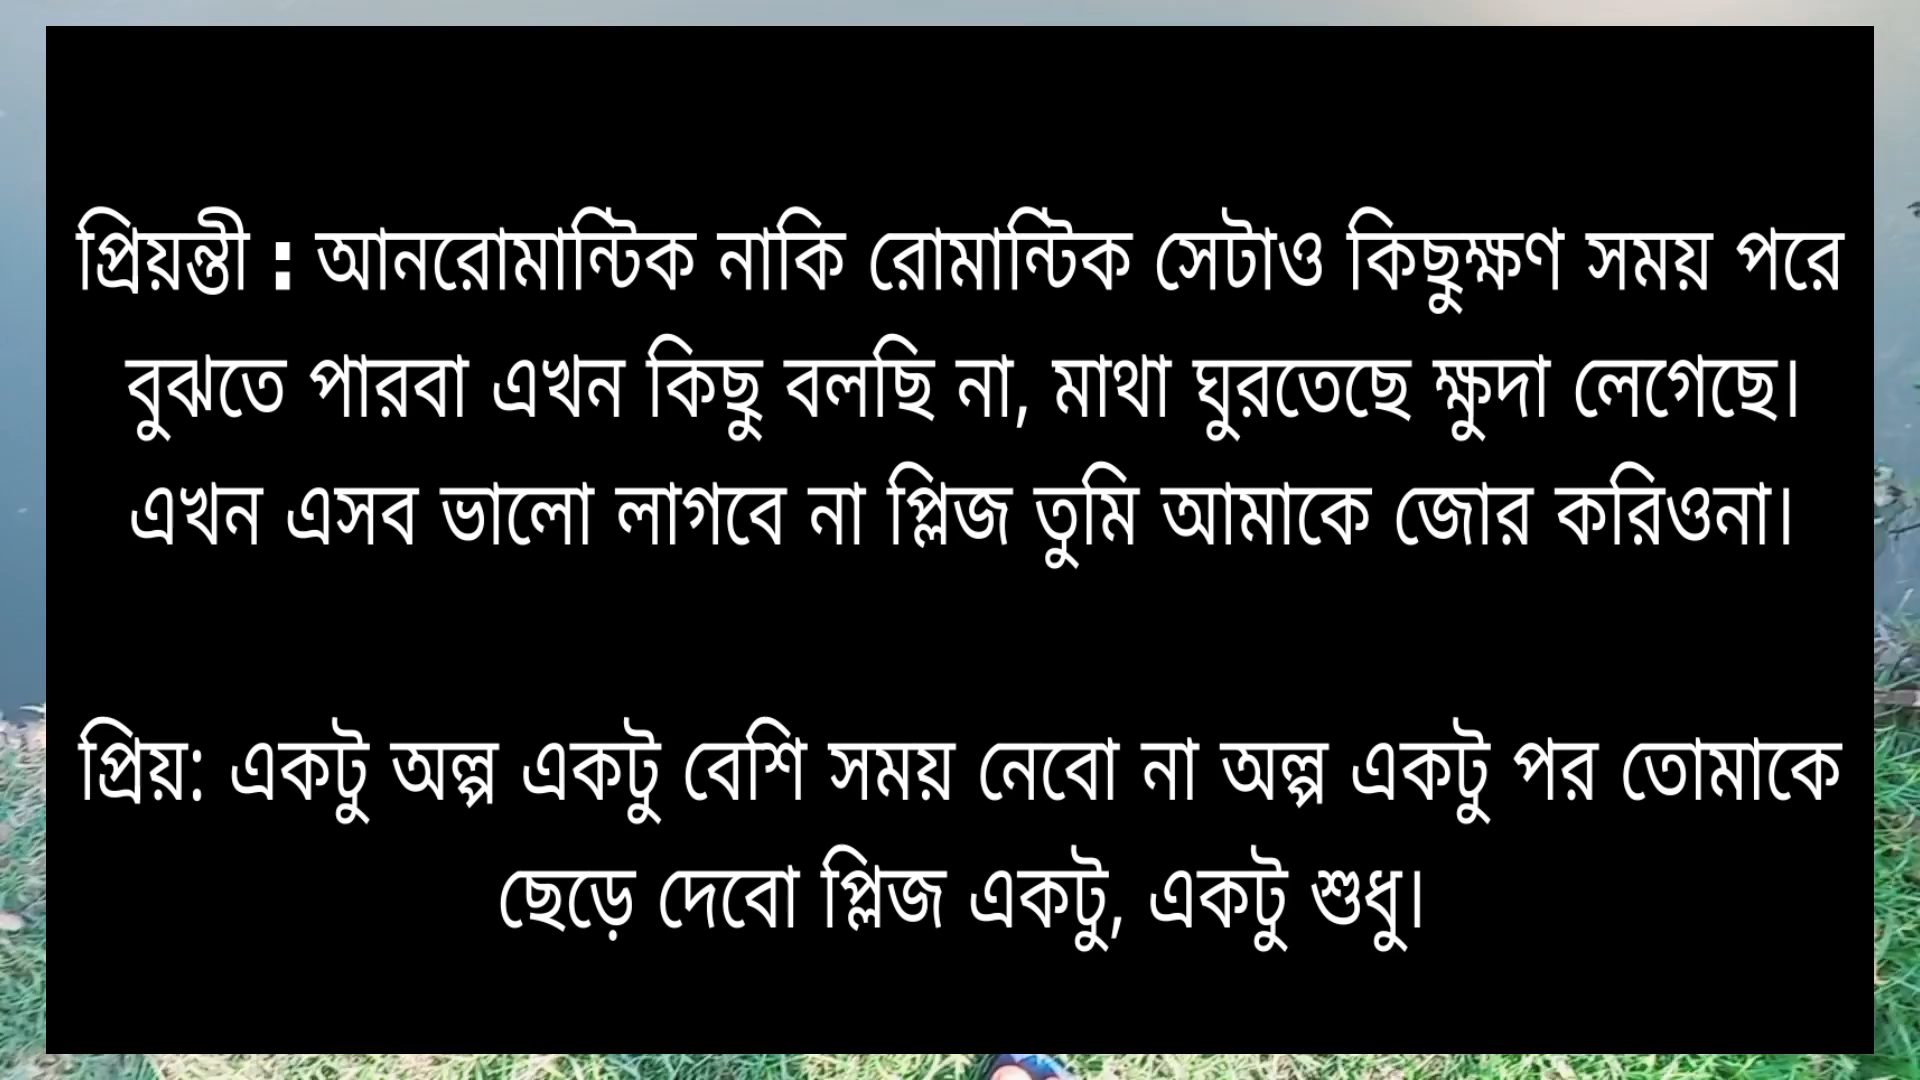 প্রিয়ন্তী : আনরোমান্টিক নাকি রোমান্টিক সেটাও কিছুক্ষণ সময় পরে
বুঝতে পারবা এখন কিছু বলছি না, মাথা ঘুরতেছে ক্ষুদা লেগেছে।
এখন এসব ভালো লাগবে না প্লিজ তুমি আমাকে জোর করিওনা।
প্রিয়: একটু অল্প একটু বেশি সময় নেবো না অল্প একটু পর তোমাকে
ছেড়ে দেবো প্লিজ একটু, একটু শুধু।